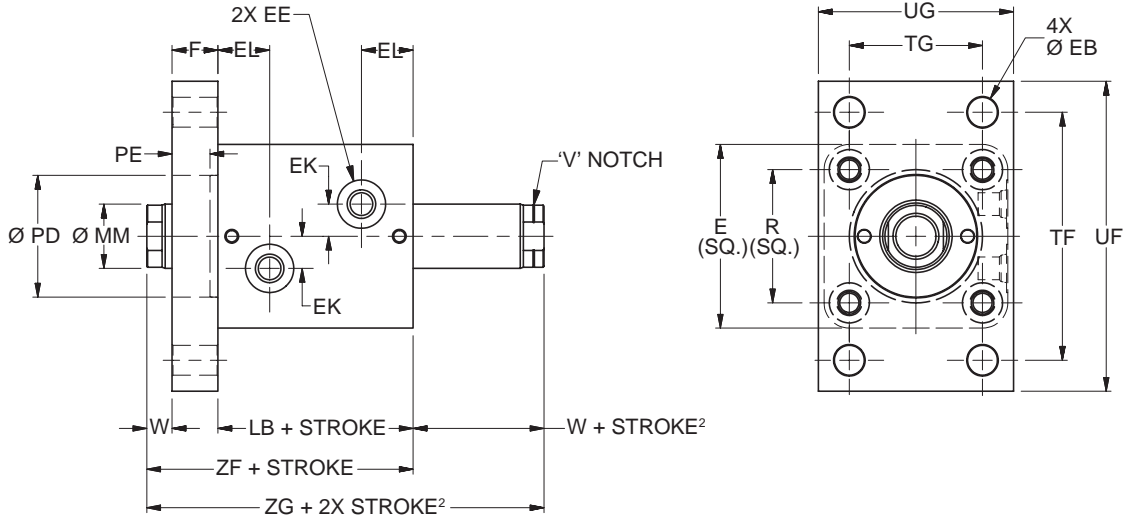 2X EE
F
EL
EL
PE
EK
'V' NOTCH
Ø PD
Ø MM
EK
W
LB + STROKE
W + STROKE²
ZF + STROKE
ZG + 2X STROKE²
UG
TG
4X
Ø EB
E
(SQ.)
R
(SQ.)
TF
UF